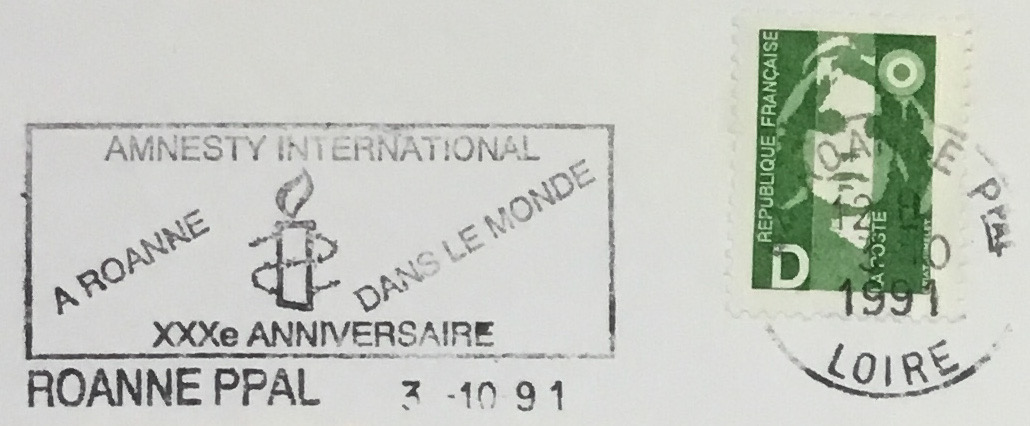 AMNESTY INTERNATIONAL
A ROANNE
DANS LE MONDE
XXXe ANNIVERSAIRE
ROANNE PPAL 3 -10 91
REPUBLIQUE FRANÇAISE
D
LA POSTE
E PPAL
1991
LOIRE